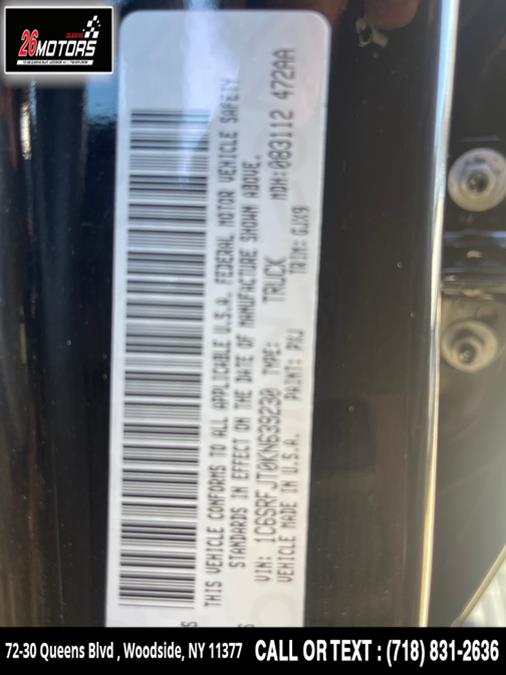 QUEENS
26 MOTORS
THIS VEHICLE CONFORMS TO ALL APPLICABLE U.S.A. FEDERAL MOTOR VEHICLE SAFETY
STANDARDS IN EFFECT ON THE DATE OF MANUFACTURE SHOWN ABOVE.
VIN: 1C6SRFJT0KN639230 TYPE: TRUCK MDH:083112 472AA
VEHICLE MADE IN U.S.A. PAINT: PXJ TRIM: GJX9
72-30 Queens Blvd , Woodside, NY 11377 CALL OR TEXT : (718) 831-2636